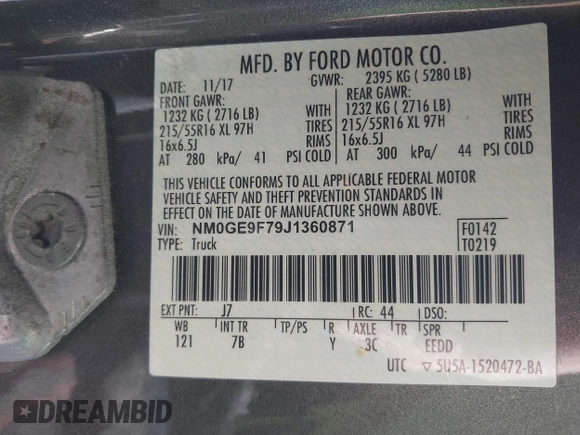 MFD. BY FORD MOTOR CO.
DATE: 11/17 GVWR: 2395 KG ( 5280 LB)
FRONT GAWR: REAR GAWR:
1232 KG ( 2716 LB) WITH 1232 KG ( 2716 LB) WITH
215/55R16 XL 97H TIRES 215/55R16 XL 97H TIRES
16x6.5J RIMS 16x6.5J RIMS
AT 280 kPa/ 41 PSI COLD AT 300 kPa/ 44 PSI COLD
THIS VEHICLE CONFORMS TO ALL APPLICABLE FEDERAL MOTOR
VEHICLE SAFETY AND THEFT PREVENTION STANDARDS IN
EFFECT ON THE DATE OF MANUFACTURE SHOWN ABOVE.
VIN: NM0GE9F79J1360871 F0142
TYPE: Truck T0219
EXT PNT: J7 RC: 44 DSO:
WB INT TR TP/PS R AXLE TR SPR
121 7B Y 3C EEDD
UTC ▽ 5U5A-1520472-BA
DREAMBID